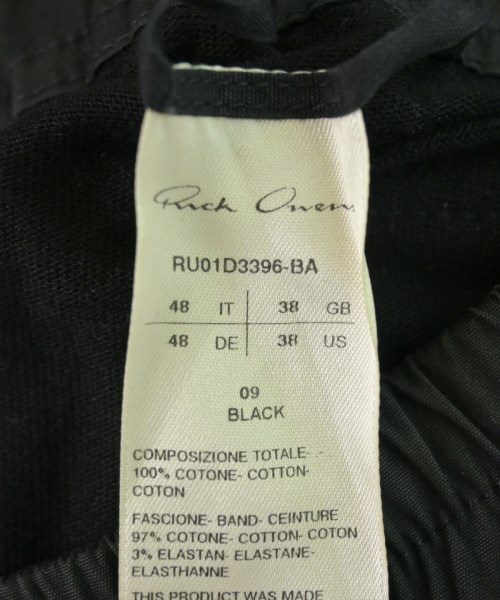 Rick Owens
RU01D3396-BA
48 IT 38 GB
48 DE 38 US
09
BLACK
COMPOSIZIONE TOTALE- -
100% COTONE- COTTON-
COTON
FASCIONE- BAND- CEINTURE
97% COTONE- COTTON- COTON
3% ELASTAN- ELASTANE-
ELASTHANNE
THIS PRODUCT WAS MADE